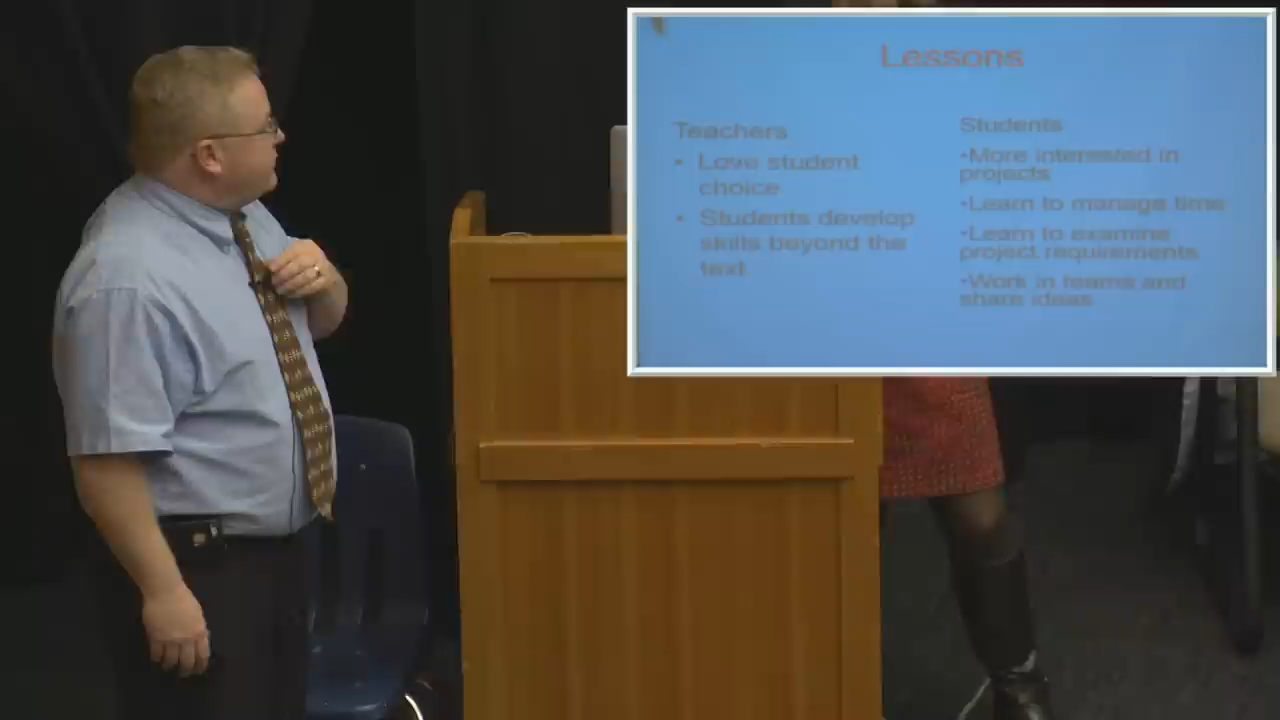 Lessons
Teachers
• Love student
choice
• Students develop
skills beyond the
text
Students
•More interested in
projects
•Learn to manage time
•Learn to examine
project requirements
•Work in teams and
share ideas